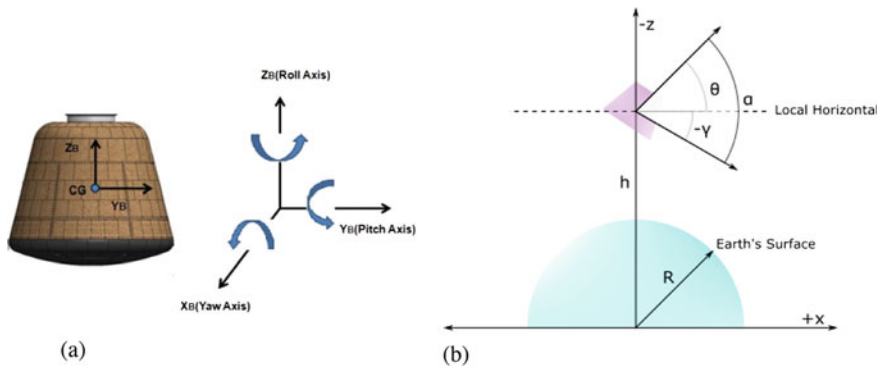 ZB(Roll Axis)
ZB
CG
YB
YB(Pitch Axis)
XB(Yaw Axis)
(a)
-z
θ
α
Local Horizontal
-γ
h
Earth's Surface
R
+x
(b)